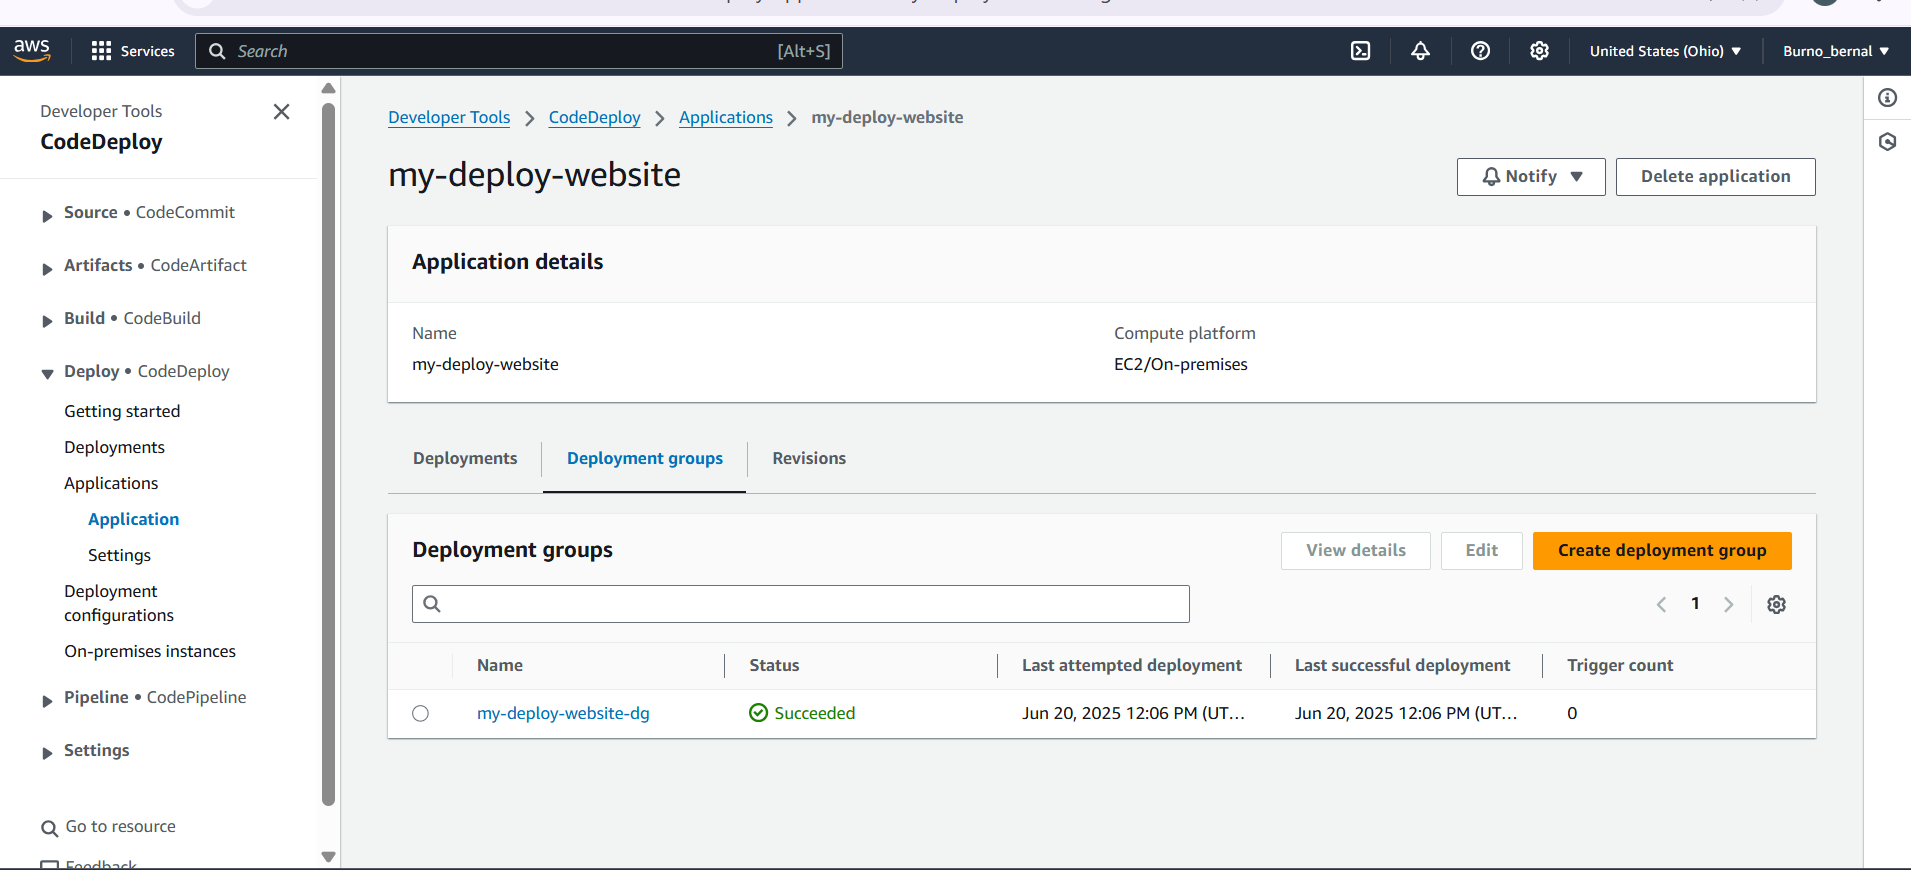 aws
Services
Search [Alt+S]
United States (Ohio)
Burno_bernal
Developer Tools
CodeDeploy
Source • CodeCommit
Artifacts • CodeArtifact
Build • CodeBuild
Deploy • CodeDeploy
Getting started
Deployments
Applications
Application
Settings
Deployment
configurations
On-premises instances
Pipeline • CodePipeline
Settings
Go to resource
Feedback
Developer Tools > CodeDeploy > Applications > my-deploy-website
my-deploy-website
Notify
Delete application
Application details
Name
my-deploy-website
Compute platform
EC2/On-premises
Deployments
Deployment groups
Revisions
Deployment groups
View details
Edit
Create deployment group
1
Name Status Last attempted deployment Last successful deployment Trigger count
my-deploy-website-dg Succeeded Jun 20, 2025 12:06 PM (UT... Jun 20, 2025 12:06 PM (UT... 0